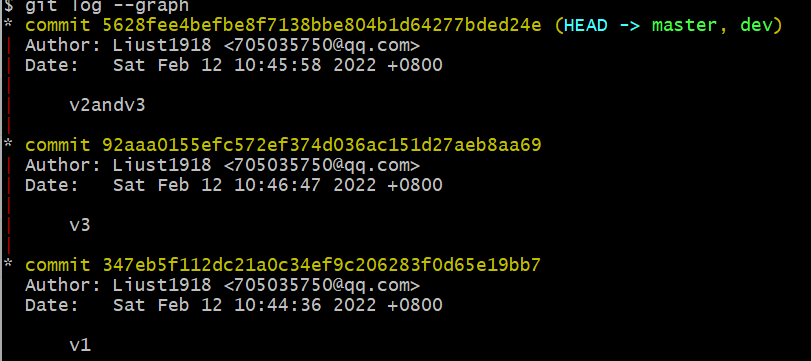 $ git log --graph
* commit 5628fee4befbe8f7138bbe804b1d64277bded24e (HEAD -> master, dev)
| Author: Liust1918 <705035750@qq.com>
| Date:   Sat Feb 12 10:45:58 2022 +0800
|
|     v2andv3
|
* commit 92aaa0155efc572ef374d036ac151d27aeb8aa69
| Author: Liust1918 <705035750@qq.com>
| Date:   Sat Feb 12 10:46:47 2022 +0800
|
|     v3
|
* commit 347eb5f112dc21a0c34ef9c206283f0d65e19bb7
  Author: Liust1918 <705035750@qq.com>
  Date:   Sat Feb 12 10:44:36 2022 +0800

      v1